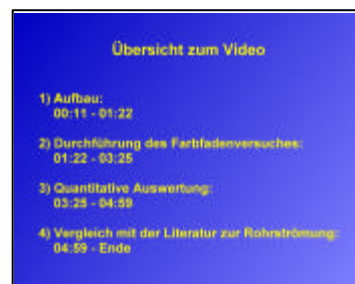 Übersicht zum Video
1) Aufbau:
00:11 - 01:22
2) Durchführung des Farbfadenversuches:
01:22 - 03:25
3) Quantitative Auswertung:
03:25 - 04:59
4) Vergleich mit der Literatur zur Rohrströmung:
04:59 - Ende